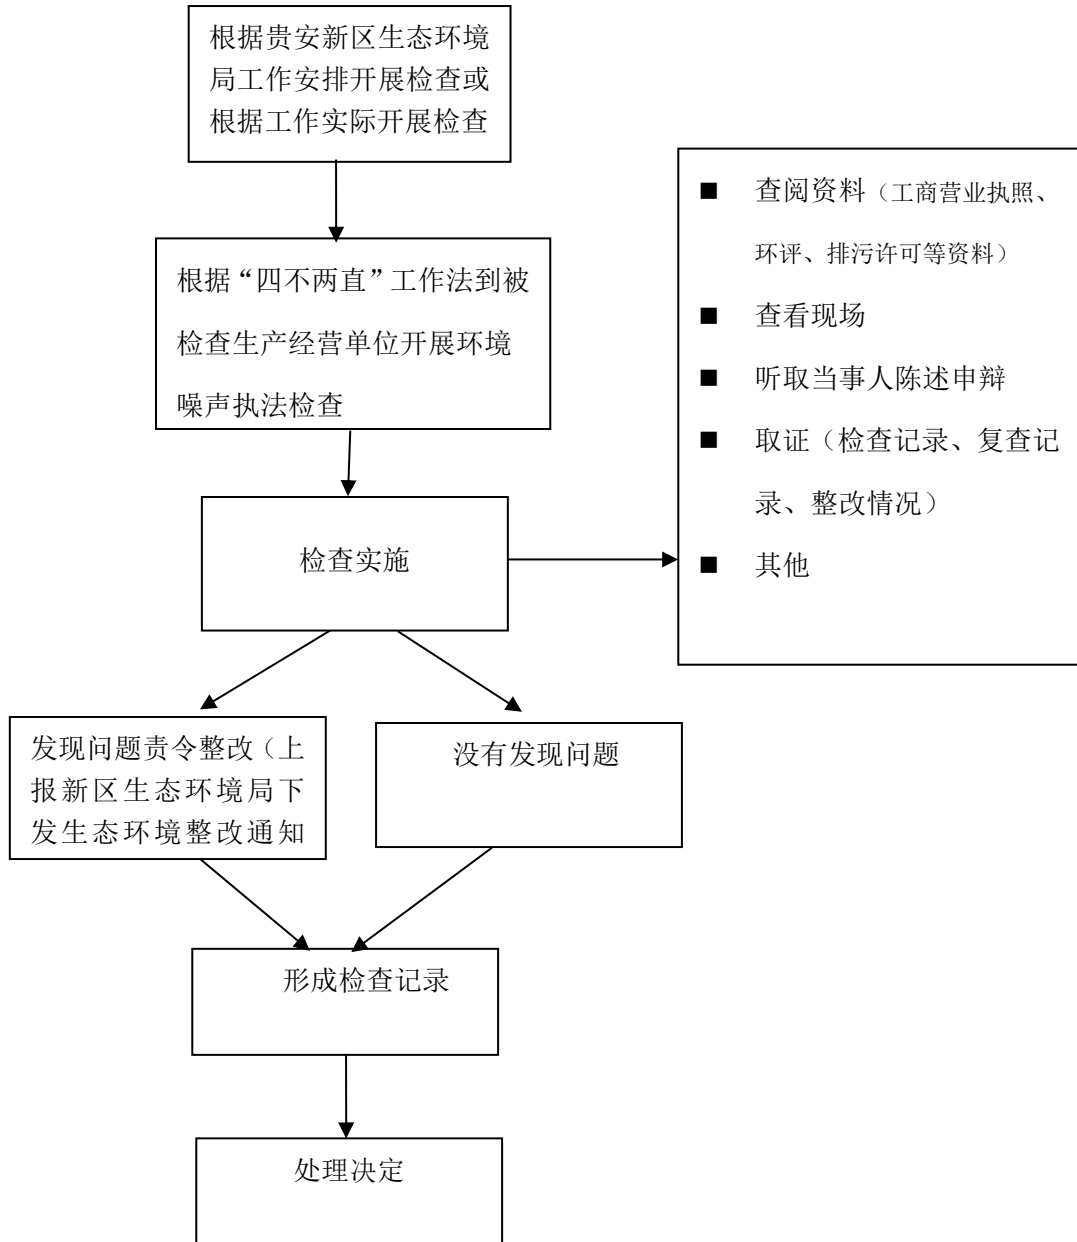 根据贵安新区生态环境
局工作安排开展检查或
根据工作实际开展检查
根据“四不两直”工作法到被
检查生产经营单位开展环境
噪声执法检查
检查实施
■ 查阅资料（工商营业执照、
环评、排污许可等资料）
■ 查看现场
■ 听取当事人陈述申辩
■ 取证（检查记录、复查记
录、整改情况）
■ 其他
发现问题责令整改（上
报新区生态环境局下
发生态环境整改通知
没有发现问题
形成检查记录
处理决定